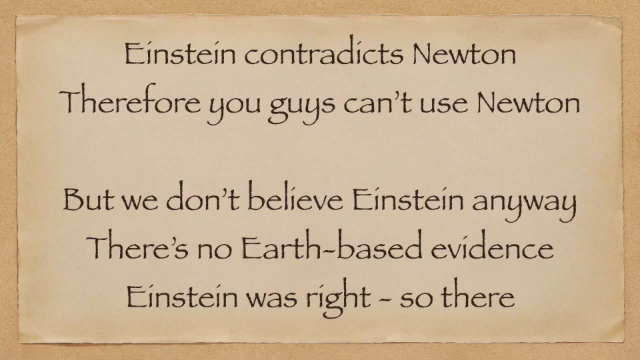 Einstein contradicts Newton
Therefore you guys can't use Newton
But we don't believe Einstein anyway
There's no Earth-based evidence
Einstein was right - so there